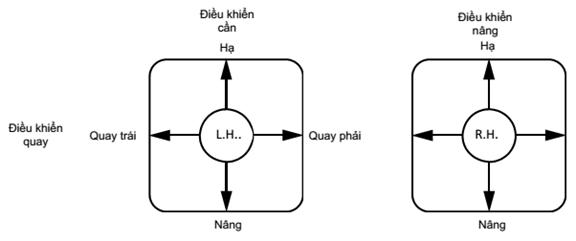 Điều khiển
cần
Hạ
Điều khiển
nâng
Hạ
Điều khiển
quay
Quay trái
L.H..
Quay phải
R.H.
Nâng
Nâng